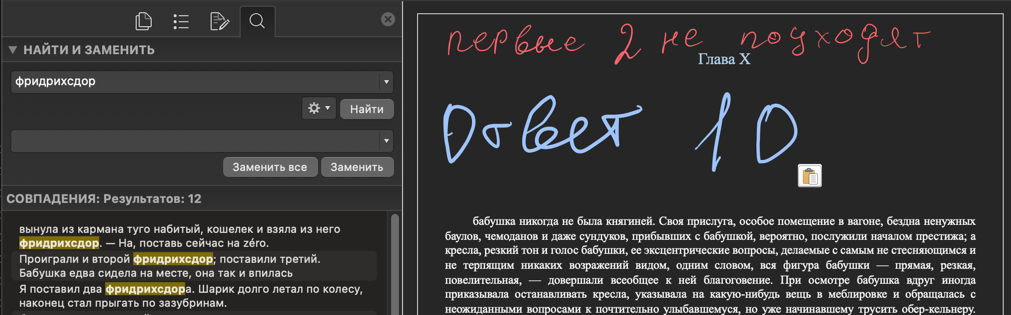 НАЙТИ И ЗАМЕНИТЬ
фридрихсдор
Найти
Заменить все
Заменить
СОВПАДЕНИЯ: Результатов: 12
вынула из кармана туго набитый, кошелек и взяла из него
фридрихсдор. — На, поставь сейчас на zéro.
Проиграли и второй фридрихсдор; поставили третий.
Бабушка едва сидела на месте, она так и впилась
Я поставил два фридрихсдора. Шарик долго летал по колесу,
наконец стал прыгать по зазубринам.
первые 2 не подходят
Глава X
Ответ 10
бабушка никогда не была княгиней. Своя прислуга, особое помещение в вагоне, бездна ненужных
баулов, чемоданов и даже сундуков, прибывших с бабушкой, вероятно, послужили началом престижа; а
кресла, резкий тон и голос бабушки, ее эксцентрические вопросы, делаемые с самым не стесняющимся и
не терпящим никаких возражений видом, одним словом, вся фигура бабушки — прямая, резкая,
повелительная, — довершали всеобщее к ней благоговение. При осмотре бабушка вдруг иногда
приказывала останавливать кресла, указывала на какую-нибудь вещь в меблировке и обращалась с
неожиданными вопросами к почтительно улыбавшемуся, но уже начинавшему трусить обер-кельнеру.